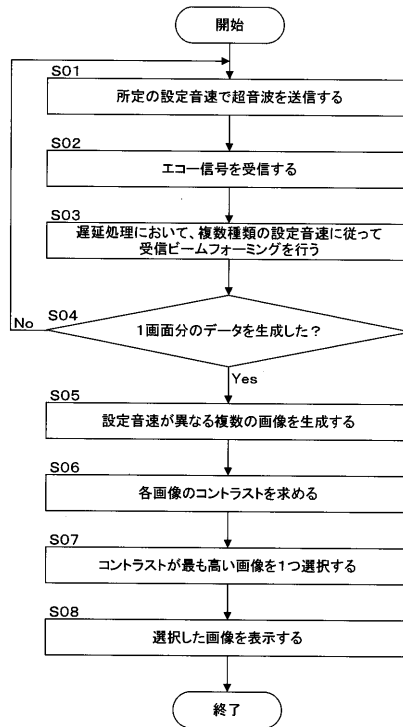 開始
S01
所定の設定音速で超音波を送信する
S02
エコー信号を受信する
S03
遅延処理において、複数種類の設定音速に従って
受信ビームフォーミングを行う
S04
No
1画面分のデータを生成した?
Yes
S05
設定音速が異なる複数の画像を生成する
S06
各画像のコントラストを求める
S07
コントラストが最も高い画像を1つ選択する
S08
選択した画像を表示する
終了